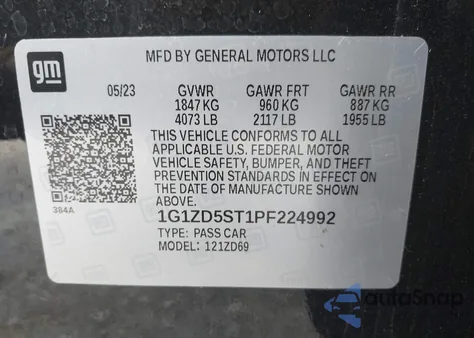 gm
MFD BY GENERAL MOTORS LLC
05/23 GVWR GAWR FRT GAWR RR
1847 KG 960 KG 887 KG
4073 LB 2117 LB 1955 LB
THIS VEHICLE CONFORMS TO ALL
APPLICABLE U.S. FEDERAL MOTOR
VEHICLE SAFETY, BUMPER, AND THEFT
PREVENTION STANDARDS IN EFFECT ON
THE DATE OF MANUFACTURE SHOWN
ABOVE.
384A
1G1ZD5ST1PF224992
TYPE: PASS CAR
MODEL: 121ZD69
autoSnap